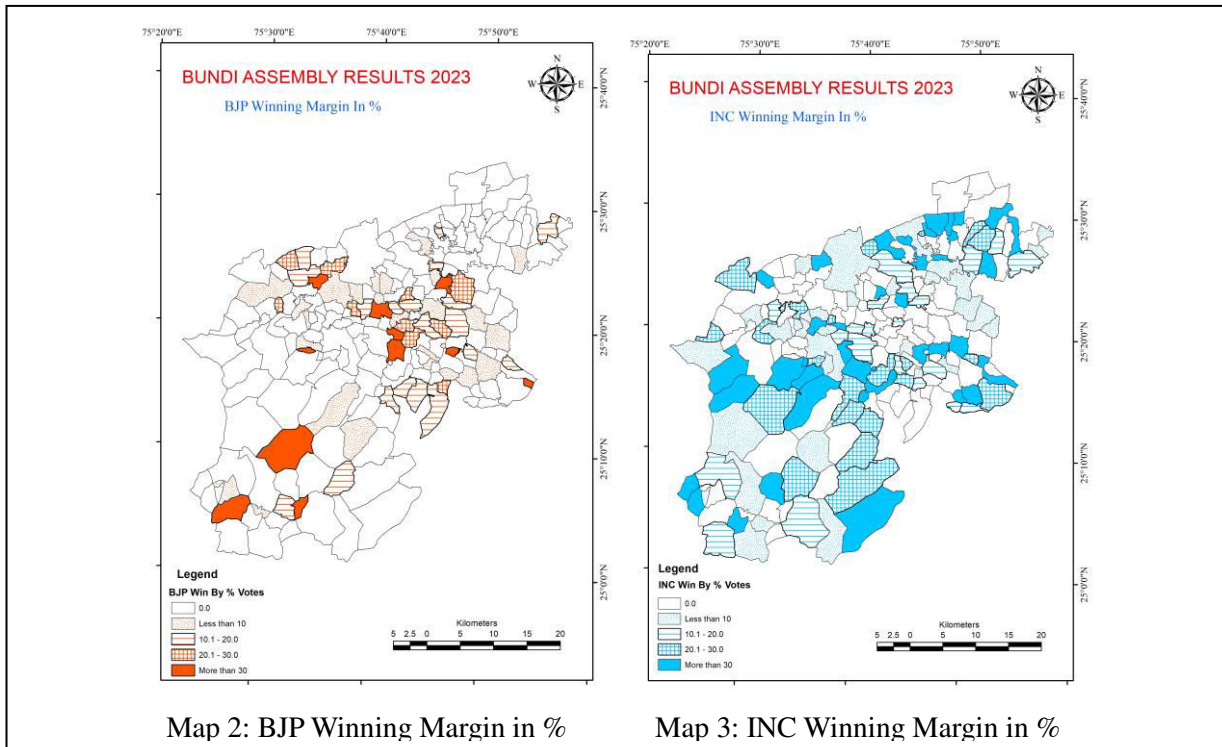 75°20'0"E 75°30'0"E 75°40'0"E 75°50'0"E
BUNDI ASSEMBLY RESULTS 2023
BJP Winning Margin In %
N
W E
S
25°40'0"N
25°30'0"N
25°20'0"N
25°10'0"N
25°0'0"N
Legend
BJP Win By % Votes
0.0
Less than 10
10.1 - 20.0
20.1 - 30.0
More than 30
Kilometers
5 2.5 0 5 10 15 20
Map 2: BJP Winning Margin in %
75°20'0"E 75°30'0"E 75°40'0"E 75°50'0"E
BUNDI ASSEMBLY RESULTS 2023
INC Winning Margin In %
N
W E
S
25°40'0"N
25°30'0"N
25°20'0"N
25°10'0"N
25°0'0"N
Legend
INC Win By % Votes
0.0
Less than 10
10.1 - 20.0
20.1 - 30.0
More than 30
Kilometers
5 2.5 0 5 10 15 20
Map 3: INC Winning Margin in %